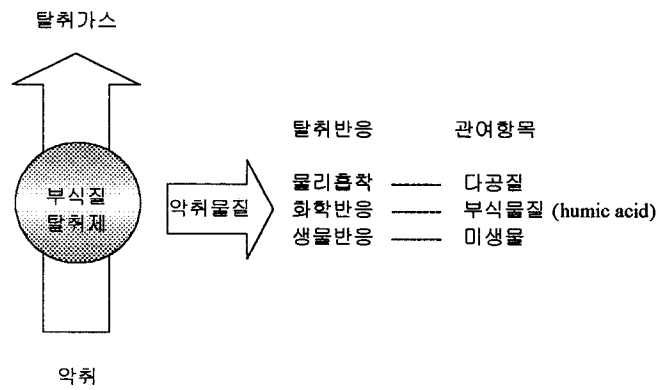 탈취가스
탈취반응 관여항목
부식질
탈취제
악취물질
물리흡착 다공질
화학반응 부식물질 (humic acid)
생물반응 미생물
악취